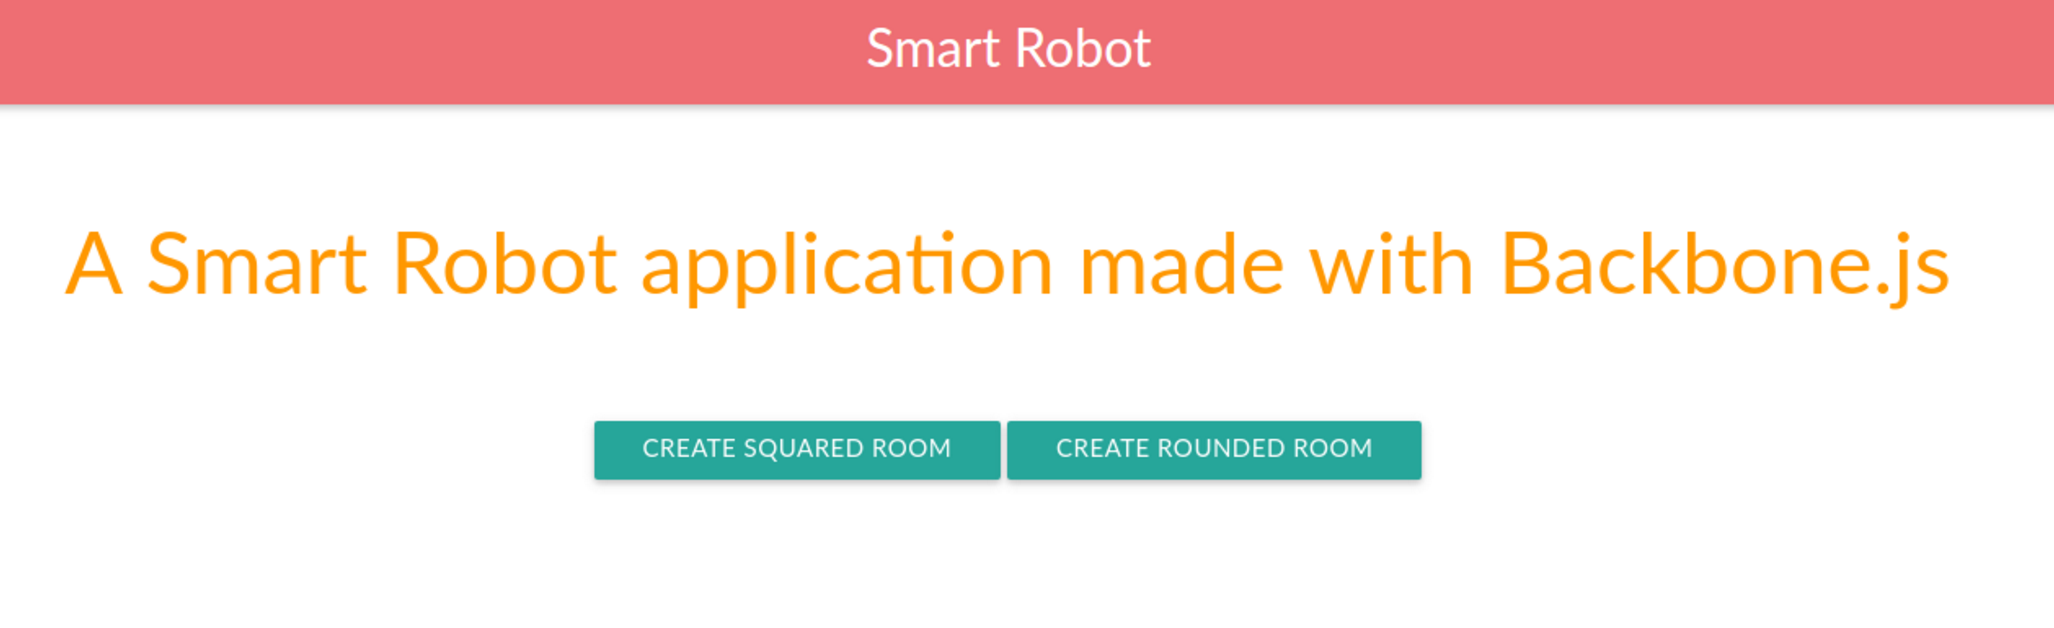 Smart Robot
A Smart Robot application made with Backbone.js
CREATE SQUARED ROOM CREATE ROUNDED ROOM